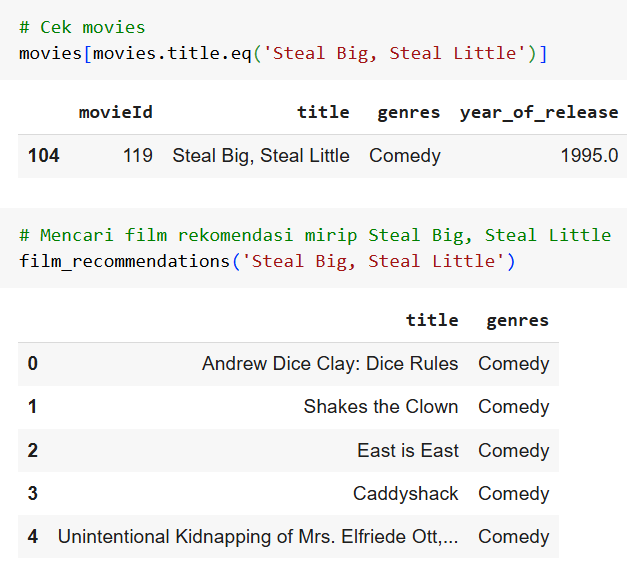 # Cek movies
movies[movies.title.eq('Steal Big, Steal Little')]
movieId title genres year_of_release
104 119 Steal Big, Steal Little Comedy 1995.0
# Mencari film rekomendasi mirip Steal Big, Steal Little
film_recommendations('Steal Big, Steal Little')
title genres
0 Andrew Dice Clay: Dice Rules Comedy
1 Shakes the Clown Comedy
2 East is East Comedy
3 Caddyshack Comedy
4 Unintentional Kidnapping of Mrs. Elfriede Ott,... Comedy